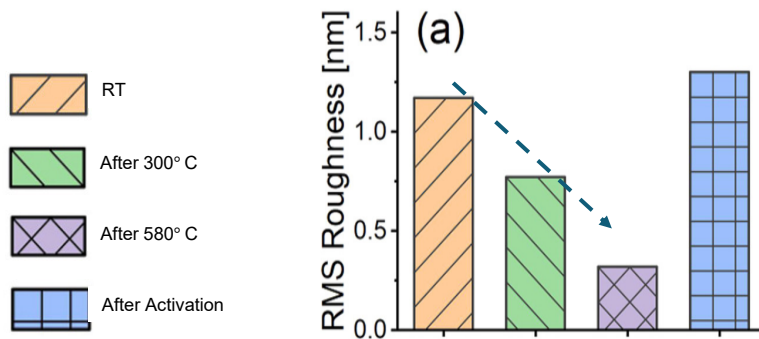 RT
After 300° C
After 580° C
After Activation
(a)
RMS Roughness [nm]
1.5
1.0
0.5
0.0